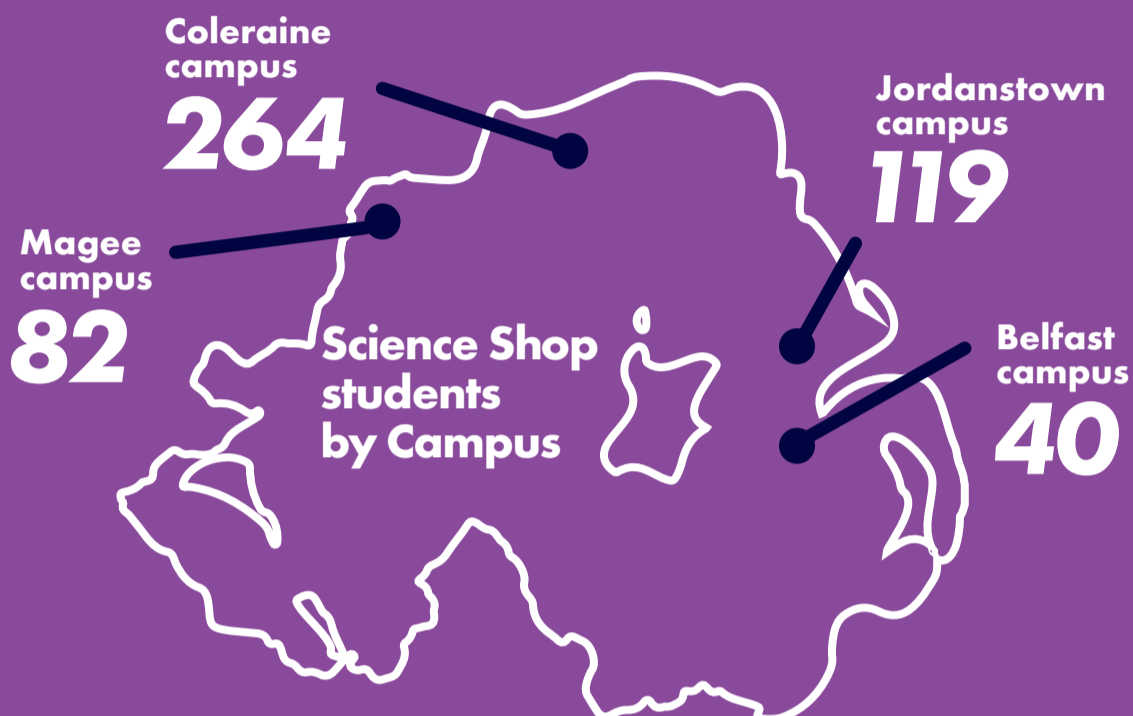 Coleraine
campus
264
Jordanstown
campus
119
Magee
campus
82
Science Shop
students
by Campus
Belfast
campus
40